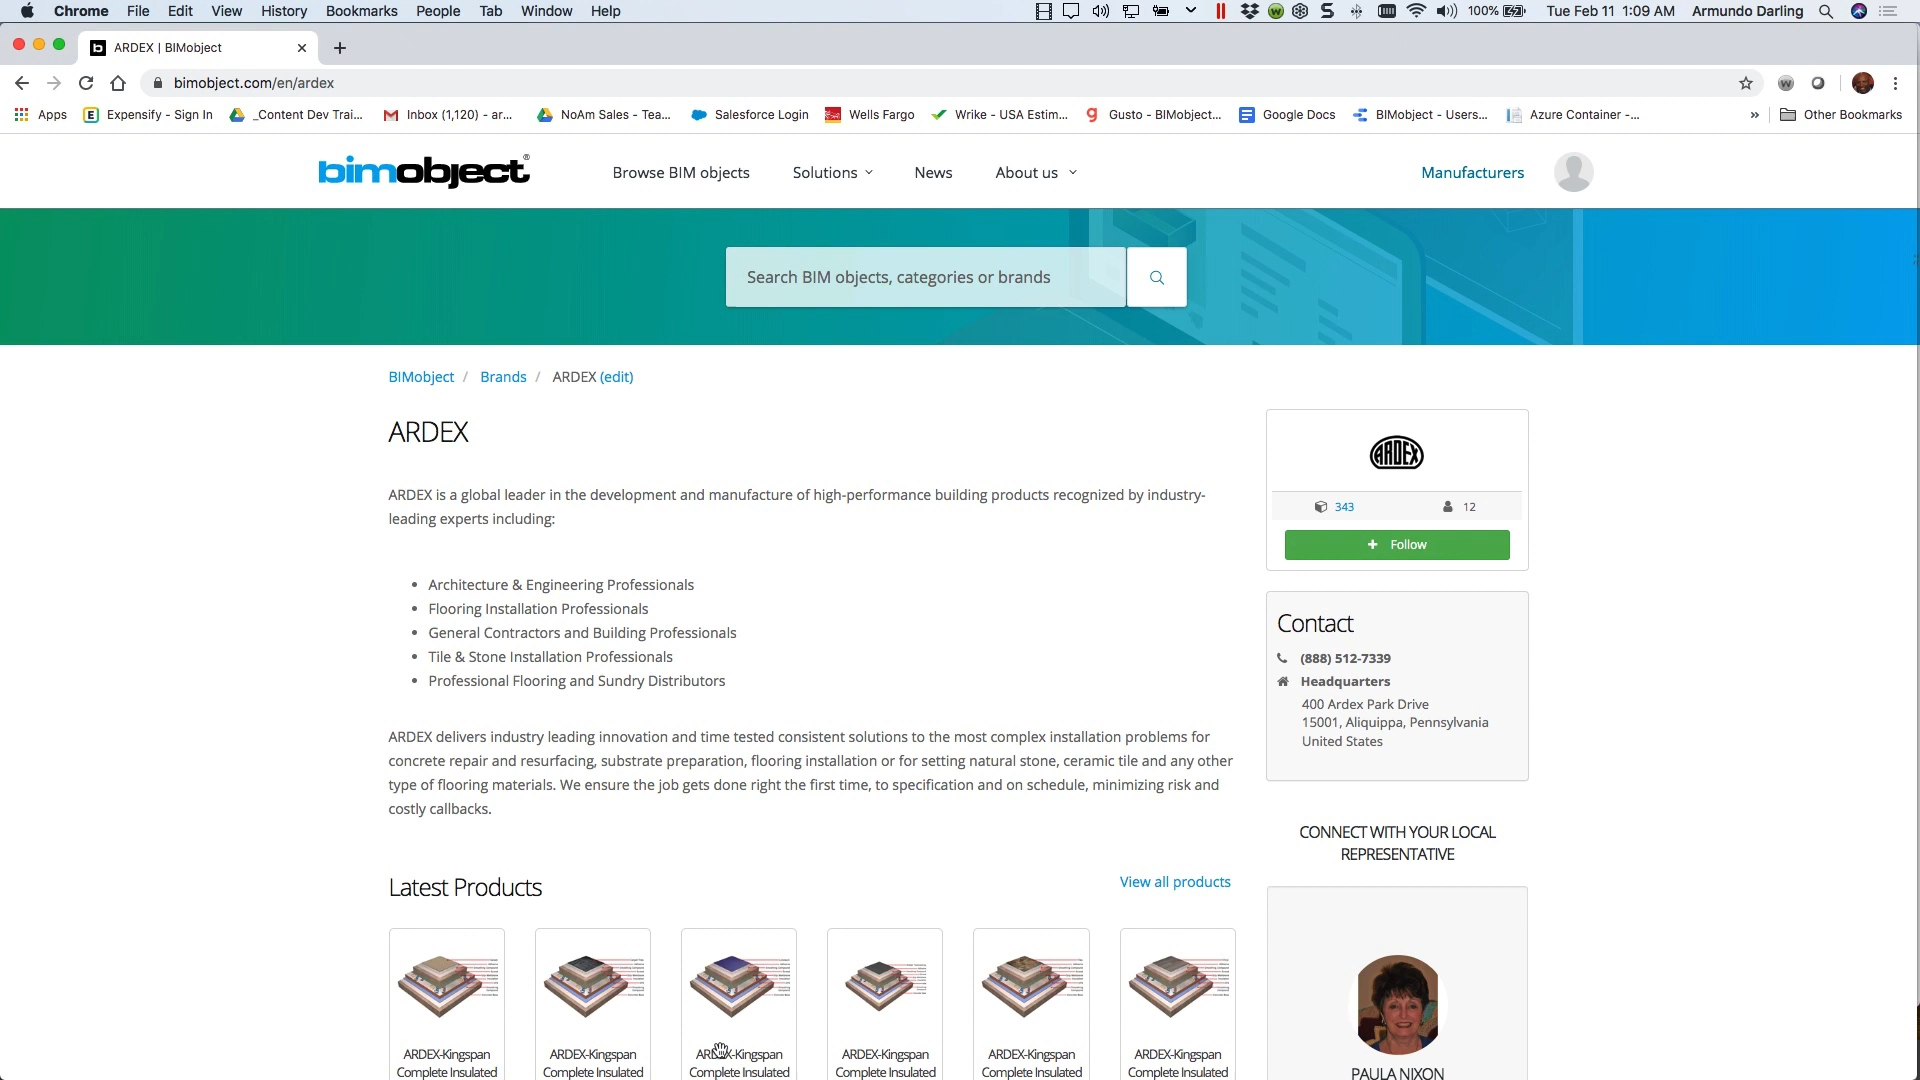 Chrome File Edit View History Bookmarks People Tab Window Help
100% Tue Feb 11 1:09 AM Armundo Darling
ARDEX | BIMobject
bimobject.com/en/ardex
Apps Expensify - Sign In _Content Dev Trai... Inbox (1,120) - ar... NoAm Sales - Tea... Salesforce Login Wells Fargo Wrike - USA Estim... Gusto - BIMobject... Google Docs BIMobject - Users... Azure Container -... » Other Bookmarks
bimobject®
Browse BIM objects Solutions News About us Manufacturers
Search BIM objects, categories or brands
BIMobject / Brands / ARDEX (edit)
ARDEX
ARDEX is a global leader in the development and manufacture of high-performance building products recognized by industry-
leading experts including:
• Architecture & Engineering Professionals
• Flooring Installation Professionals
• General Contractors and Building Professionals
• Tile & Stone Installation Professionals
• Professional Flooring and Sundry Distributors
ARDEX delivers industry leading innovation and time tested consistent solutions to the most complex installation problems for
concrete repair and resurfacing, substrate preparation, flooring installation or for setting natural stone, ceramic tile and any other
type of flooring materials. We ensure the job gets done right the first time, to specification and on schedule, minimizing risk and
costly callbacks.
Latest Products
View all products
ARDEX-Kingspan
Complete Insulated
ARDEX-Kingspan
Complete Insulated
ARDEX-Kingspan
Complete Insulated
ARDEX-Kingspan
Complete Insulated
ARDEX-Kingspan
Complete Insulated
ARDEX-Kingspan
Complete Insulated
ARDEX
343 12
+ Follow
Contact
(888) 512-7339
Headquarters
400 Ardex Park Drive
15001, Aliquippa, Pennsylvania
United States
CONNECT WITH YOUR LOCAL
REPRESENTATIVE
PAULA NIXON